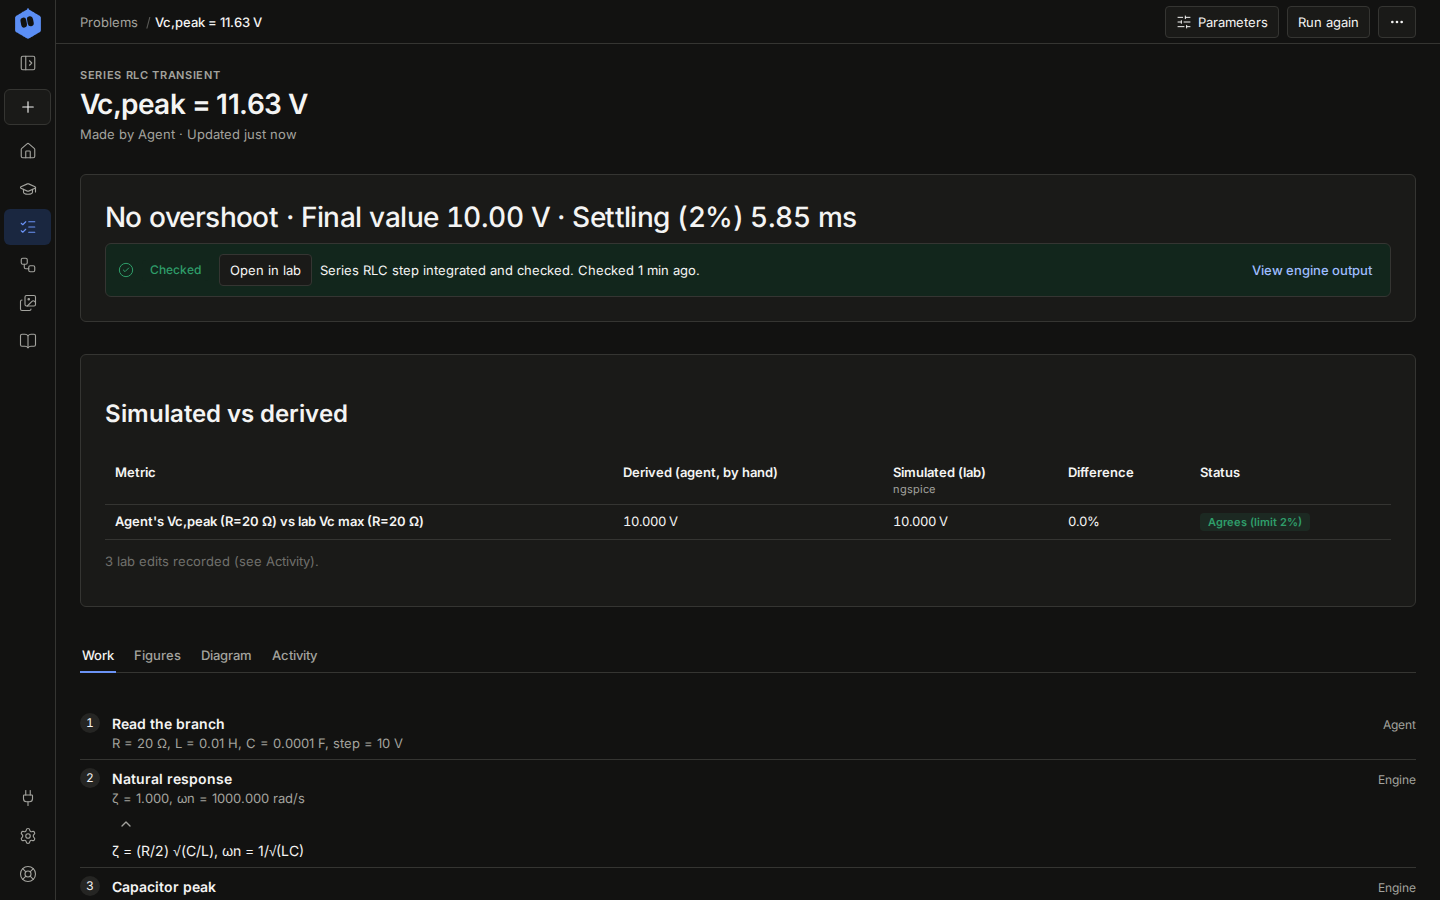 Problems / Vc,peak = 11.63 V
Parameters
Run again
SERIES RLC TRANSIENT
Vc,peak = 11.63 V
Made by Agent · Updated just now
No overshoot · Final value 10.00 V · Settling (2%) 5.85 ms
Checked
Open in lab
Series RLC step integrated and checked. Checked 1 min ago.
View engine output
Simulated vs derived
Metric
Derived (agent, by hand)
Simulated (lab)
ngspice
Difference
Status
Agent's Vc,peak (R=20 Ω) vs lab Vc max (R=20 Ω)
10.000 V
10.000 V
0.0%
Agrees (limit 2%)
3 lab edits recorded (see Activity).
Work
Figures
Diagram
Activity
1
Read the branch
Agent
R = 20 Ω, L = 0.01 H, C = 0.0001 F, step = 10 V
2
Natural response
Engine
ζ = 1.000, ωn = 1000.000 rad/s
ζ = (R/2) √(C/L), ωn = 1/√(LC)
3
Capacitor peak
Engine